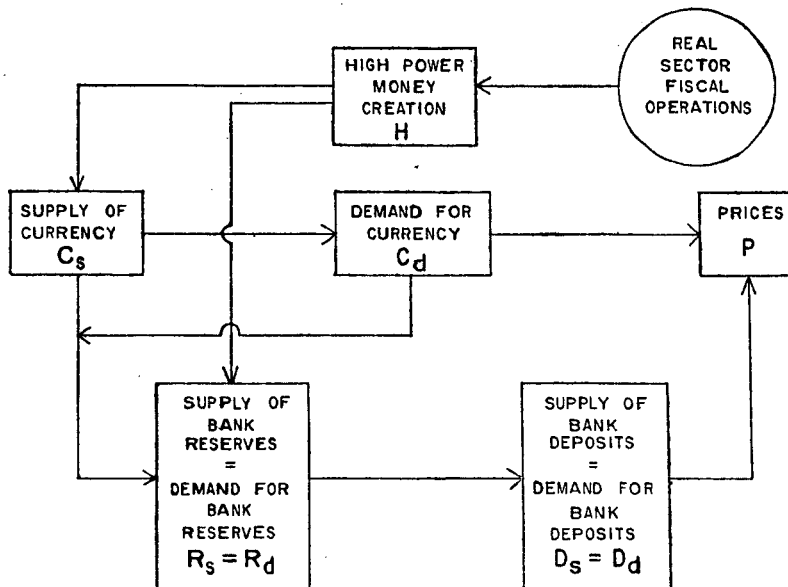 HIGH POWER
MONEY
CREATION
H
REAL
SECTOR
FISCAL
OPERATIONS
SUPPLY OF
CURRENCY
Cs
DEMAND FOR
CURRENCY
Cd
PRICES
P
SUPPLY OF
BANK
RESERVES
=
DEMAND FOR
BANK
RESERVES
Rs = Rd
SUPPLY OF
BANK
DEPOSITS
=
DEMAND FOR
BANK
DEPOSITS
Ds = Dd